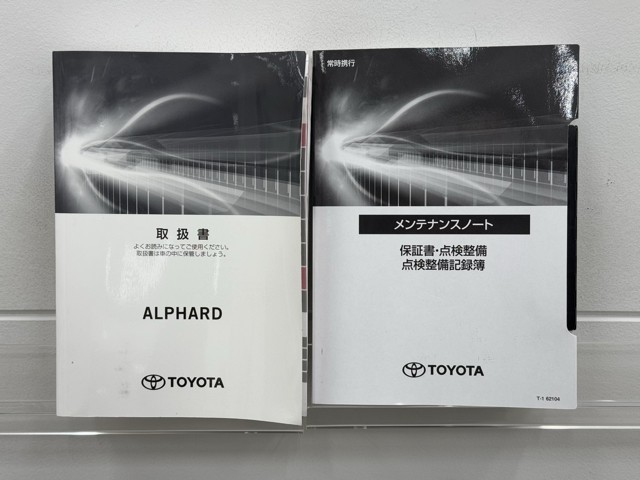 取扱書
よくお読みになってご使用ください。
取扱書は車の中に保管しましょう。
ALPHARD
TOYOTA
常時携行
メンテナンスノート
保証書・点検整備
点検整備記録簿
TOYOTA
T-1 62104